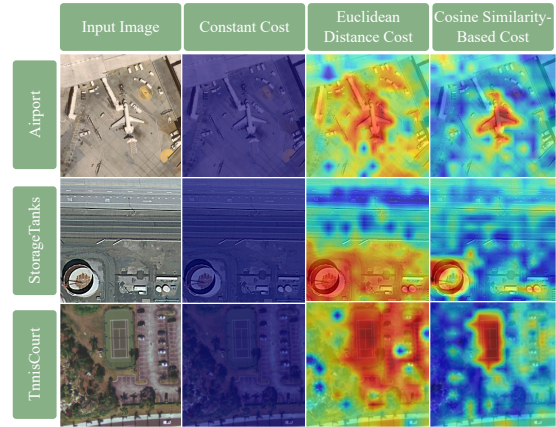 Input Image
Constant Cost
Euclidean
Distance Cost
Cosine Similarity-
Based Cost
Airport
StorageTanks
TnnisCourt